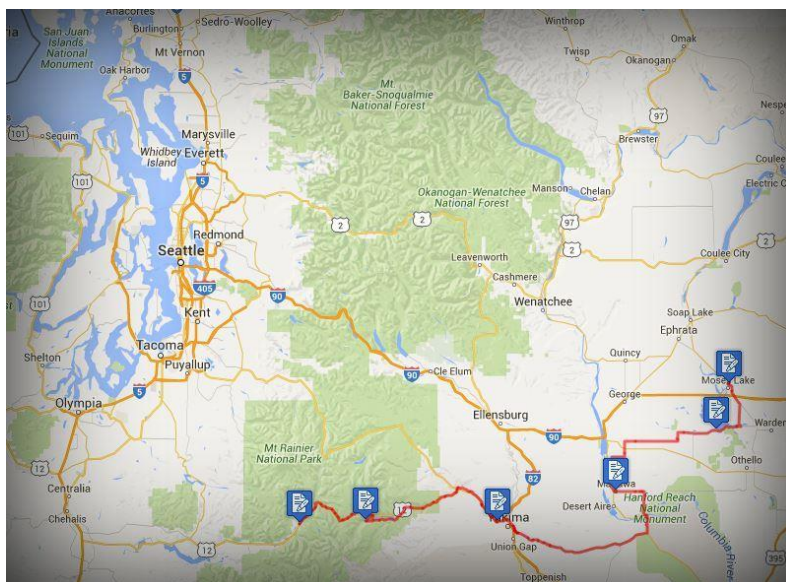 Anacortes
Sedro-Woolley
Burlington
San Juan
Islands
National
Monument
Mt Vernon
Winthrop
Omak
Twisp
Okanogan
5
Oak Harbor
Mt.
Baker-Snoqualmie
National Forest
97
101
Sequim
Marysville
Whidbey
Island
Everett
Brewster
Coulee
5
101
Okanogan-Wenatchee
National Forest
Manson
Chelan
Electric C
2
2
97
Redmond
2
2
Seattle
Leavenworth
Coulee City
405
90
Cashmere
Kent
Wenatchee
Soap Lake
Ephrata
Tacoma
Shelton
Puyallup
Quincy
90
Cle Elum
5
Moses Lake
Olympia
George
Ellensburg
Warden
90
Mt Rainier
National Park
12
Othello
82
Centralia
Hanford Reach
National
Monument
Desert Aire
12
Chehalis
12
Union Gap
Columbia River
395
Toppenish